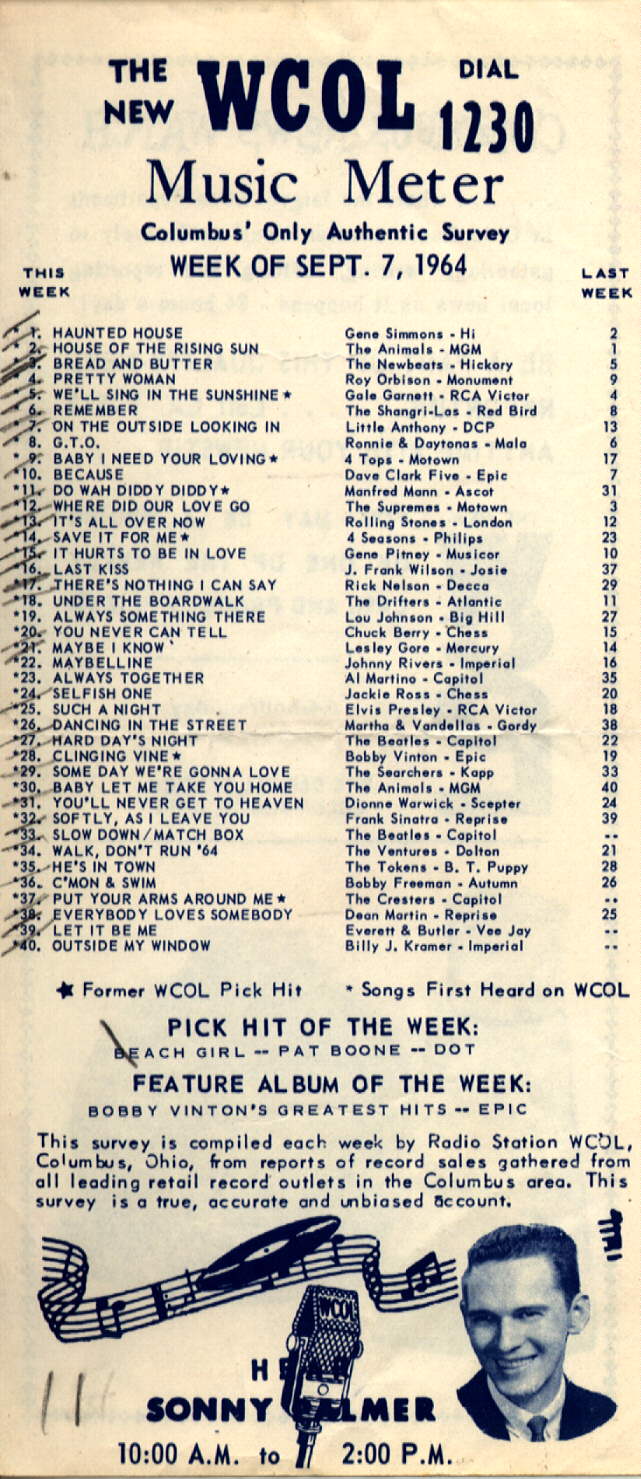 THE NEW WCOL DIAL 1230
Music Meter
Columbus' Only Authentic Survey
THIS WEEK WEEK OF SEPT. 7, 1964 LAST WEEK
* 1. HAUNTED HOUSE Gene Simmons - Hi 2
* 2. HOUSE OF THE RISING SUN The Animals - MGM 1
* 3. BREAD AND BUTTER The Newbeats - Hickory 5
* 4. PRETTY WOMAN Roy Orbison - Monument 9
* 5. WE'LL SING IN THE SUNSHINE★ Gale Garnett - RCA Victor 4
* 6. REMEMBER The Shangri-Las - Red Bird 8
* 7. ON THE OUTSIDE LOOKING IN Little Anthony - DCP 13
* 8. G.T.O. Ronnie & Daytonas - Mala 6
* 9. BABY I NEED YOUR LOVING★ 4 Tops - Motown 17
*10. BECAUSE Dave Clark Five - Epic 7
*11. DO WAH DIDDY DIDDY★ Manfred Mann - Ascot 31
*12. WHERE DID OUR LOVE GO The Supremes - Motown 3
*13. IT'S ALL OVER NOW Rolling Stones - London 12
*14. SAVE IT FOR ME★ 4 Seasons - Philips 23
*15. IT HURTS TO BE IN LOVE Gene Pitney - Musicor 10
*16. LAST KISS J. Frank Wilson - Josie 37
*17. THERE'S NOTHING I CAN SAY Rick Nelson - Decca 29
*18. UNDER THE BOARDWALK The Drifters - Atlantic 11
*19. ALWAYS SOMETHING THERE Lou Johnson - Big Hill 27
*20. YOU NEVER CAN TELL Chuck Berry - Chess 15
*21. MAYBE I KNOW Lesley Gore - Mercury 14
*22. MAYBELLINE Johnny Rivers - Imperial 16
*23. ALWAYS TOGETHER Al Martino - Capitol 35
*24. SELFISH ONE Jackie Ross - Chess 20
*25. SUCH A NIGHT Elvis Presley - RCA Victor 18
*26. DANCING IN THE STREET Martha & Vandellas - Gordy 38
*27. HARD DAY'S NIGHT The Beatles - Capitol 22
*28. CLINGING VINE★ Bobby Vinton - Epic 19
*29. SOME DAY WE'RE GONNA LOVE The Searchers - Kapp 33
*30. BABY LET ME TAKE YOU HOME The Animals - MGM 40
*31. YOU'LL NEVER GET TO HEAVEN Dionne Warwick - Scepter 24
*32. SOFTLY, AS I LEAVE YOU Frank Sinatra - Reprise 39
*33. SLOW DOWN/MATCH BOX The Beatles - Capitol --
*34. WALK, DON'T RUN '64 The Ventures - Dolton 21
*35. HE'S IN TOWN The Tokens - B. T. Puppy 28
*36. C'MON & SWIM Bobby Freeman - Autumn 26
*37. PUT YOUR ARMS AROUND ME★ The Cresters - Capitol --
*38. EVERYBODY LOVES SOMEBODY Dean Martin - Reprise 25
*39. LET IT BE ME Everett & Butler - Vee Jay --
*40. OUTSIDE MY WINDOW Billy J. Kramer - Imperial --
★ Former WCOL Pick Hit * Songs First Heard on WCOL
PICK HIT OF THE WEEK:
BEACH GIRL -- PAT BOONE -- DOT
FEATURE ALBUM OF THE WEEK:
BOBBY VINTON'S GREATEST HITS -- EPIC
This survey is compiled each week by Radio Station WCOL,
Columbus, Ohio, from reports of record sales gathered from
all leading retail record outlets in the Columbus area. This
survey is a true, accurate and unbiased account.
WCOL
HEAR
SONNY PALMER
10:00 A.M. to 2:00 P.M.